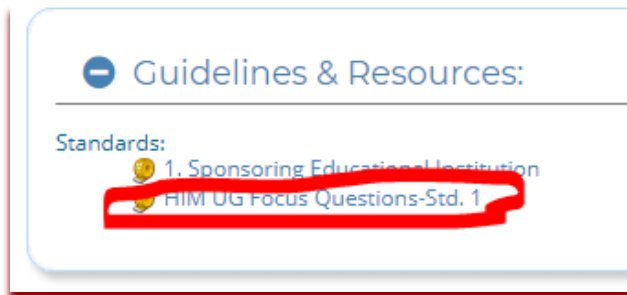 Guidelines & Resources:
Standards:
1. Sponsoring Educational Institution
HIM UG Focus Questions-Std. 1